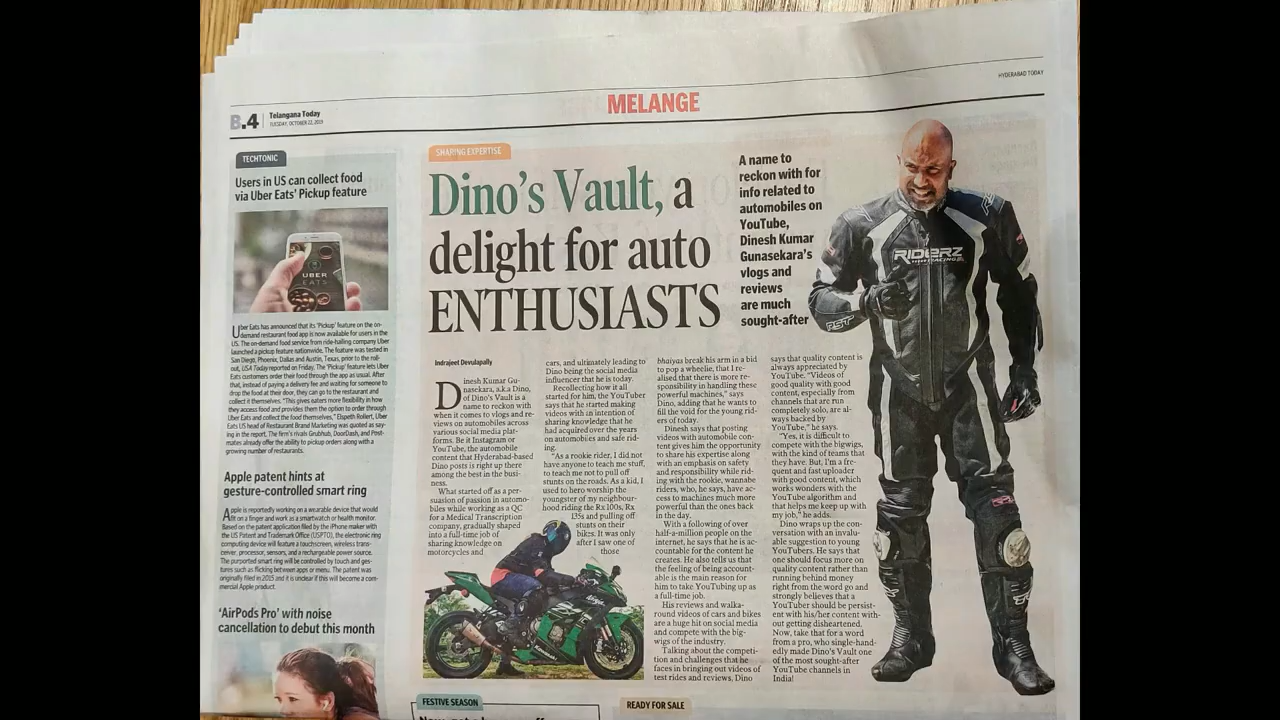 HYDERABAD TODAY
B.4
Telangana Today
TUESDAY, OCTOBER 22, 2019
MELANGE
TECHTONIC
Users in US can collect food
via Uber Eats' Pickup feature
UBER
EATS
Uber Eats has announced that its 'Pickup' feature on the on-
demand restaurant food app is now available for users in the
US. The on-demand food service from ride-hailing company Uber
launched a pickup feature nationwide. The feature was tested in
San Diego, Phoenix, Dallas and Austin, Texas, prior to the roll-
out, USA Today reported on Friday. The 'Pickup' feature lets Uber
Eats customers order their food through the app as usual. After
that, instead of paying a delivery fee and waiting for someone to
drop the food at their door, they can go to the restaurant and
collect it themselves. "This gives eaters more flexibility in how
they access food and provides them the option to order through
Uber Eats and collect the food themselves," Elspeth Rollert, Uber
Eats US head of Restaurant Brand Marketing was quoted as say-
ing in the report. The firm's rivals Grubhub, DoorDash, and Post-
mates already offer the ability to pickup orders along with a
growing number of restaurants.
Apple patent hints at
gesture-controlled smart ring
Apple is reportedly working on a wearable device that would
fit on a finger and work as a smartwatch or health monitor.
Based on the patent application filed by the iPhone maker with
the US Patent and Trademark Office (USPTO), the electronic ring
computing device will feature a touchscreen, wireless trans-
ceiver, processor, sensors, and a rechargeable power source.
The purported smart ring will be controlled by touch and ges-
tures such as flicking between apps or menu. The patent was
originally filed in 2015 and it is unclear if this will become a com-
mercial Apple product.
'AirPods Pro' with noise
cancellation to debut this month
SHARING EXPERTISE
Dino's Vault, a
delight for auto
ENTHUSIASTS
A name to
reckon with for
info related to
automobiles on
YouTube,
Dinesh Kumar
Gunasekara's
vlogs and
reviews
are much
sought-after
Indrajeet Devulapally
Dinesh Kumar Gu-
nasekara, a.k.a Dino,
of Dino's Vault is a
name to reckon with
when it comes to vlogs and re-
views on automobiles across
various social media plat-
forms. Be it Instagram or
YouTube, the automobile
content that Hyderabad-based
Dino posts is right up there
among the best in the busi-
ness.
What started off as a per-
suasion of passion in automo-
biles while working as a QC
for a Medical Transcription
company, gradually shaped
into a full-time job of
sharing knowledge on
motorcycles and
cars, and ultimately leading to
Dino being the social media
influencer that he is today.
Recollecting how it all
started for him, the YouTuber
says that he started making
videos with an intention of
sharing knowledge that he
had acquired over the years
on automobiles and safe rid-
ing.
"As a rookie rider, I did not
have anyone to teach me stuff,
to teach me not to pull off
stunts on the roads. As a kid, I
used to hero worship the
youngster of my neighbour-
hood riding the Rx 100s, Rx
135s and pulling off
stunts on their
bikes. It was only
after I saw one of
those
bhaiyas break his arm in a bid
to pop a wheelie, that I re-
alised that there is more re-
sponsibility in handling these
powerful machines," says
Dino, adding that he wants to
fill the void for the young rid-
ers of today.
Dinesh says that posting
videos with automobile con-
tent gives him the opportunity
to share his expertise along
with an emphasis on safety
and responsibility while rid-
ing with the rookie, wannabe
riders, who, he says, have ac-
cess to machines much more
powerful than the ones back
in the day.
With a following of over
half-a-million people on the
internet, he says that he is ac-
countable for the content he
creates. He also tells us that
the feeling of being account-
able is the main reason for
him to take YouTubing up as
a full-time job.
His reviews and walka-
round videos of cars and bikes
are a huge hit on social media
and compete with the big-
wigs of the industry.
Talking about the competi-
tion and challenges that he
faces in bringing out videos of
test rides and reviews, Dino
says that quality content is
always appreciated by
YouTube. "Videos of
good quality with good
content, especially from
channels that are run
completely solo, are al-
ways backed by
YouTube," he says.
"Yes, it is difficult to
compete with the bigwigs,
with the kind of teams that
they have. But, I'm a fre-
quent and fast uploader
with good content, which
works wonders with the
YouTube algorithm and
that helps me keep up with
my job," he adds.
Dino wraps up the con-
versation with an invalu-
able suggestion to young
YouTubers. He says that
one should focus more on
quality content rather than
running behind money
right from the word go and
strongly believes that a
YouTuber should be persist-
ent with his/her content with-
out getting disheartened.
Now, take that for a word
from a pro, who single-hand-
edly made Dino's Vault one
of the most sought-after
YouTube channels in
India!
RIDERZ
RST
Ninja
Kawasaki
FESTIVE SEASON
READY FOR SALE